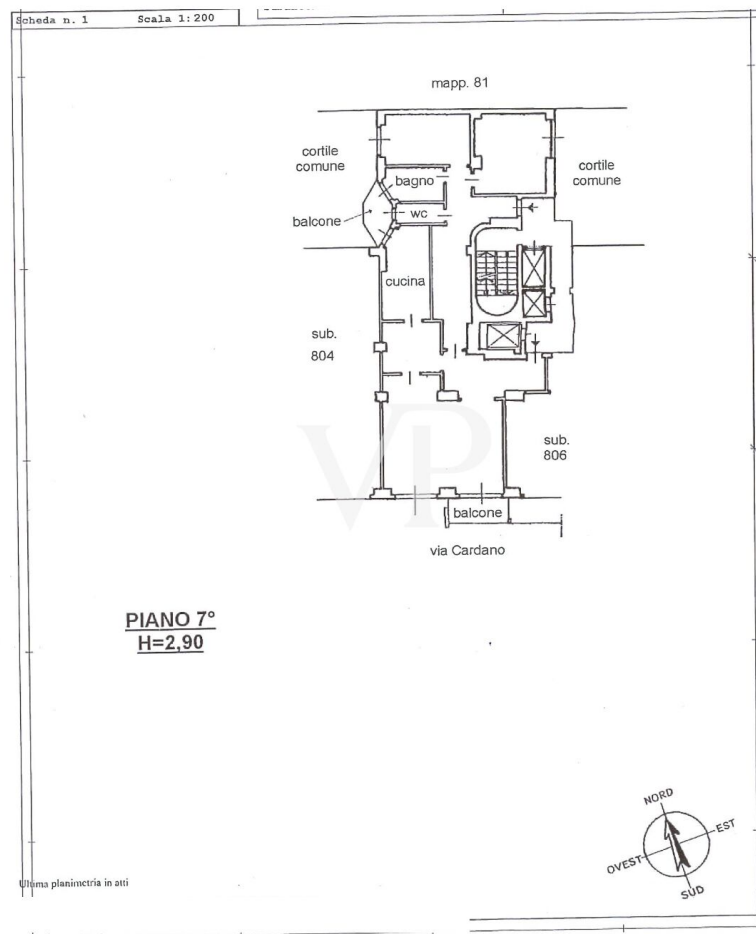 Scheda n. 1 Scala 1:200
mapp. 81
cortile
comune
cortile
comune
bagno
balcone
wc
cucina
sub.
804
VP
sub.
806
balcone
via Cardano
PIANO 7°
H=2,90
NORD
EST
OVEST
SUD
Ultima planimetria in atti